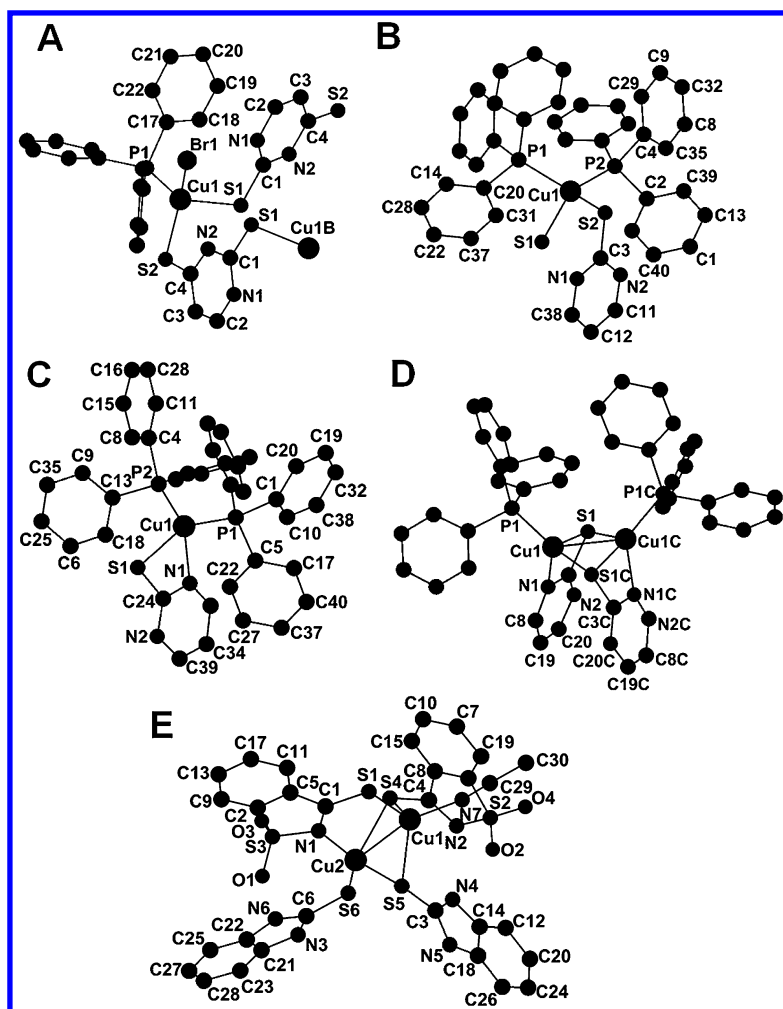 A
C21
C20
C22
C19
C3
S2
C2
C17
C18
C4
Br1
N1
N2
P1
Cu1
S1
C1
S1
Cu1B
N2
S2
C1
C4
N1
C3
C2
B
C9
C29
C32
C8
P1
P2
C4
C35
C14
C20
Cu1
C2
C39
C28
C31
S2
C13
S1
C22
C37
C3
C40
C1
N1
N2
C38
C11
C12
C
C16
C28
C15
C11
C8
C4
C20
C19
C9
C35
P2
C13
C1
C32
Cu1
C38
C25
C18
P1
C10
C6
S1
N1
C5
C22
C17
C24
C40
N2
C27
C34
C37
C39
D
P1C
P1
S1
Cu1
Cu1C
S1C
N1
N1C
N2
C3C
N2C
C8
C20
C19
C20C
C8C
C19C
E
C10
C7
C17
C11
C15
C19
C30
C13
C5
C1
S1
S4
C8
C4
C29
C9
S2
O4
C2
N7
O3
Cu1
N2
S3
N1
Cu2
O2
O1
N4
C6
S6
S5
C14
C12
N6
C3
C22
N3
N5
C20
C25
C18
C27
C21
C28
C23
C26
C24